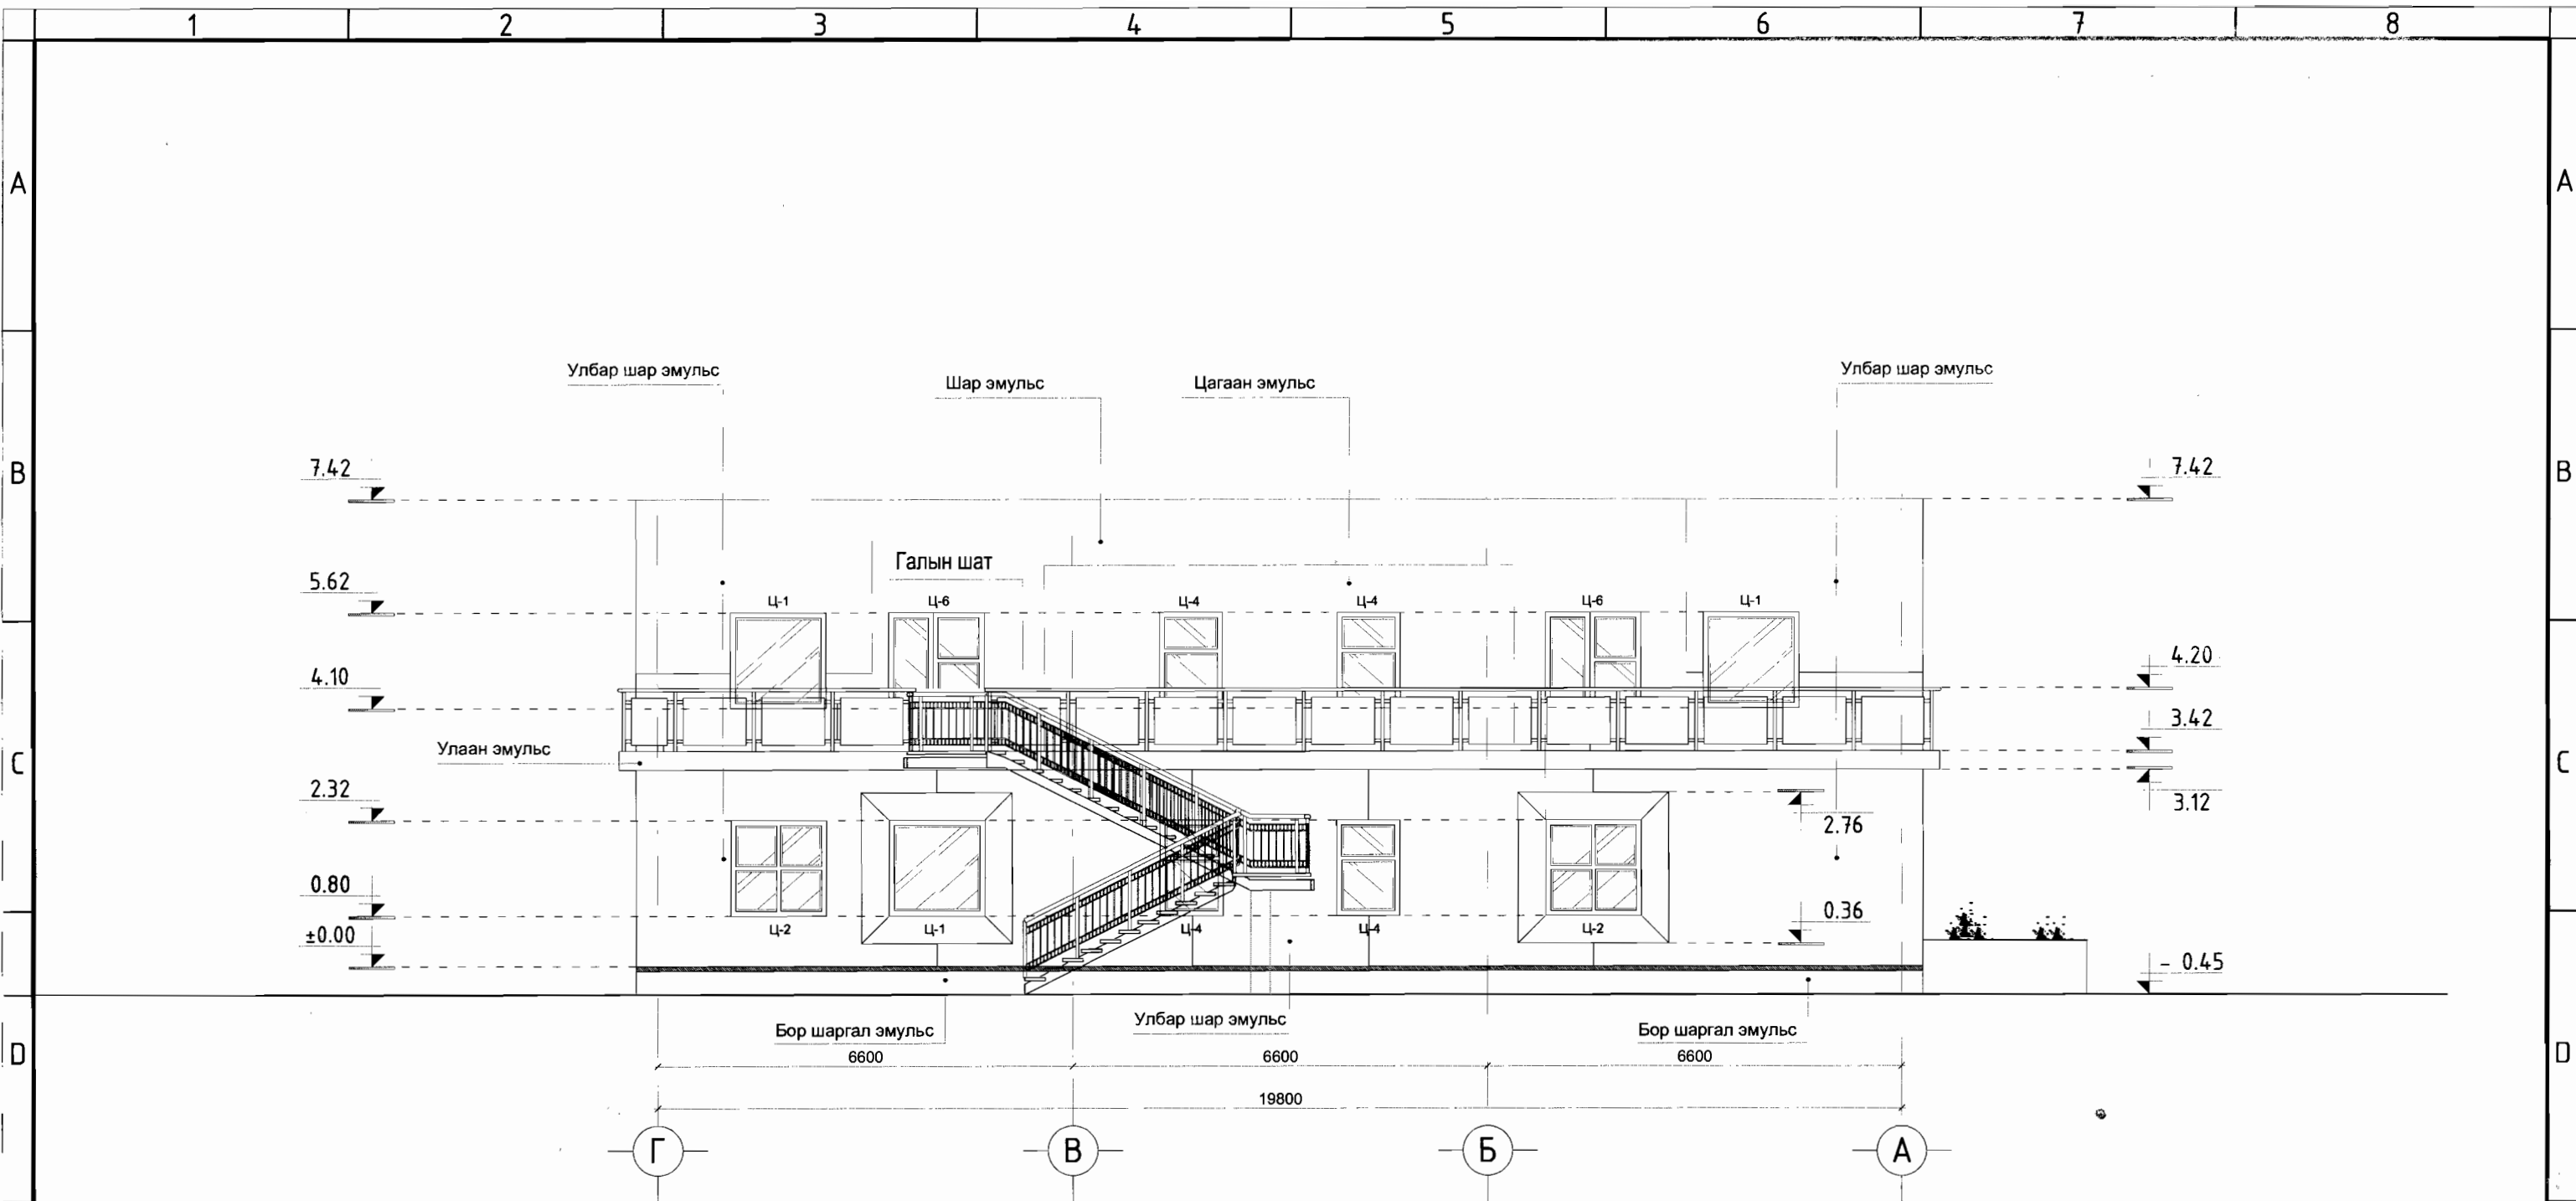 1 2 3 4 5 6 7 8
A A
Улбар шар эмульс Шар эмульс Цагаан эмульс Улбар шар эмульс
B B
7.42 7.42
Галын шат
5.62
Ц-1 Ц-6 Ц-4 Ц-4 Ц-6 Ц-1
4.20
4.10
3.42
Улаан эмульс
C C
2.32
3.12
2.76
0.80
0.36
Ц-2 Ц-1 Ц-4 Ц-4 Ц-2
±0.00
- 0.45
Бор шаргал эмульс Улбар шар эмульс Бор шаргал эмульс
D D
6600 6600 6600
19800
Г В Б А